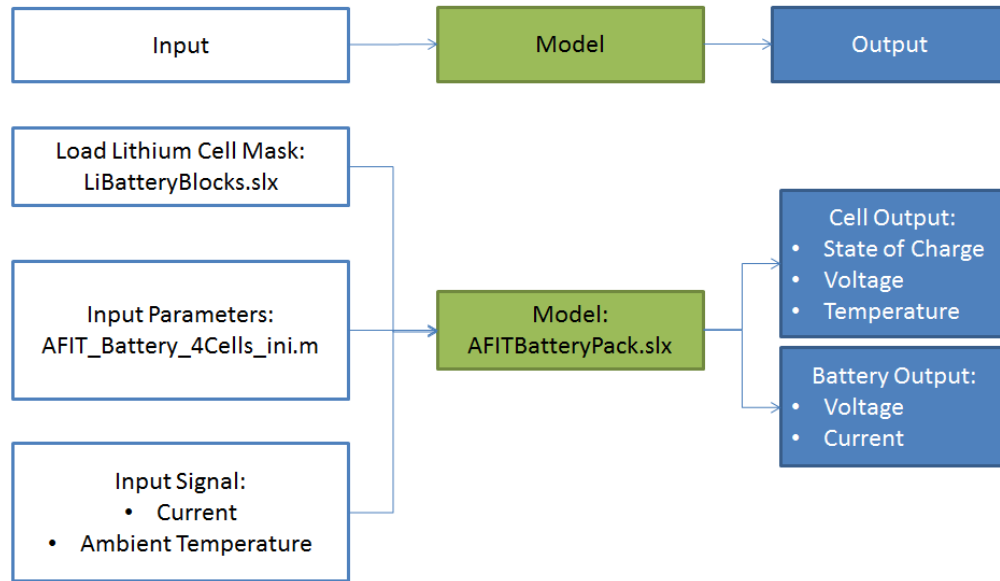 Input
Model
Output
Load Lithium Cell Mask:
LiBatteryBlocks.slx
Input Parameters:
AFIT_Battery_4Cells_ini.m
Input Signal:
• Current
• Ambient Temperature
Model:
AFITBatteryPack.slx
Cell Output:
• State of Charge
• Voltage
• Temperature
Battery Output:
• Voltage
• Current